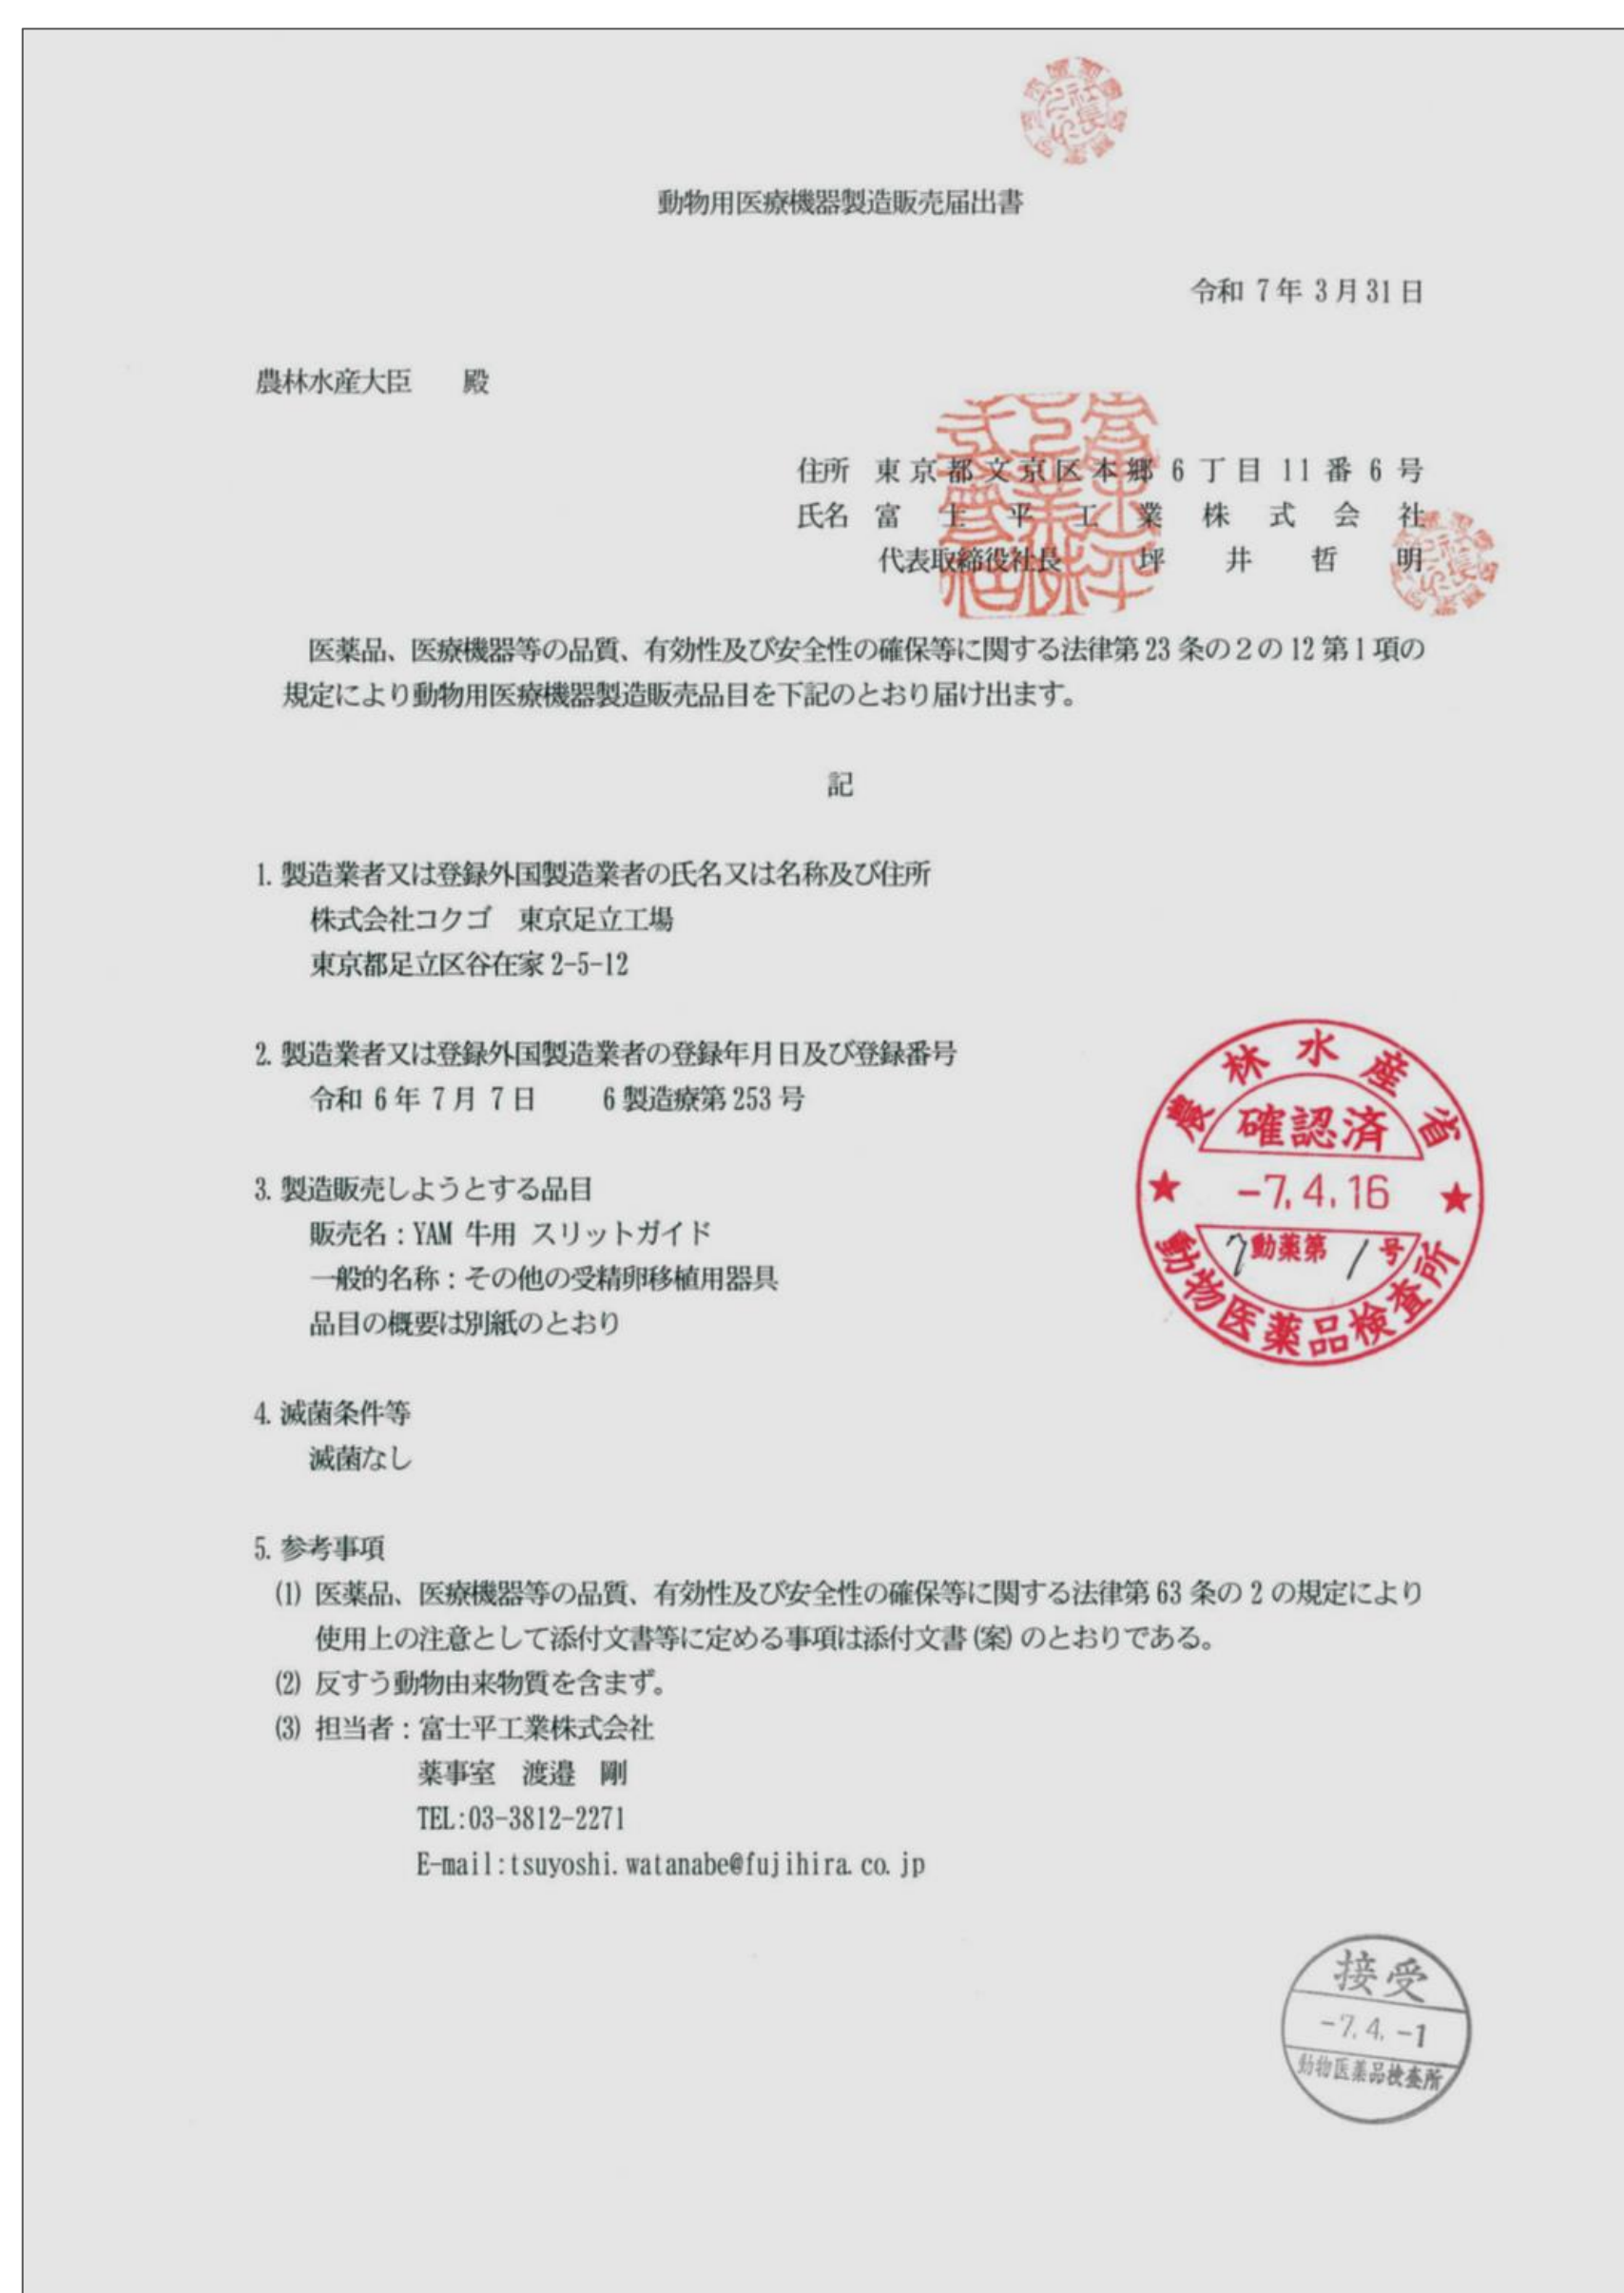 動物用医療機器製造販売届出書
令和 7年 3月31日
農林水産大臣　殿
住所 東京都文京区本郷6丁目11番6号
氏名 富士平工業株式会社
代表取締役社長 坪井哲明
医薬品、医療機器等の品質、有効性及び安全性の確保等に関する法律第23条の2の12第1項の
規定により動物用医療機器製造販売品目を下記のとおり届け出ます。
記
1. 製造業者又は登録外国製造業者の氏名又は名称及び住所
株式会社コクゴ　東京足立工場
東京都足立区谷在家2-5-12
2. 製造業者又は登録外国製造業者の登録年月日及び登録番号
令和 6年 7月 7日　　6製造療第253号
農林水産省
確認済
-7.4.16
7動薬第1号
動物医薬品検査所
3. 製造販売しようとする品目
販売名：YAM 牛用 スリットガイド
一般的名称：その他の受精卵移植用器具
品目の概要は別紙のとおり
4. 滅菌条件等
滅菌なし
5. 参考事項
(1) 医薬品、医療機器等の品質、有効性及び安全性の確保等に関する法律第63条の2の規定により
使用上の注意として添付文書等に定める事項は添付文書(案)のとおりである。
(2) 反すう動物由来物質を含まず。
(3) 担当者：富士平工業株式会社
薬事室　渡邉　剛
TEL:03-3812-2271
E-mail:tsuyoshi.watanabe@fujihira.co.jp
接受
-7.4.-1
動物医薬品検査所